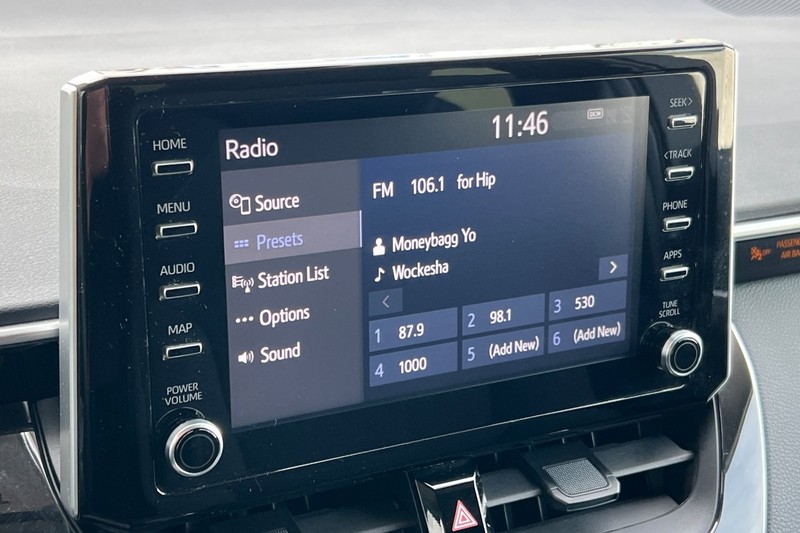 HOME
MENU
AUDIO
MAP
POWER
VOLUME
Radio
11:46
DCM
Source
Presets
Station List
Options
Sound
FM 106.1 for Hip
Moneybagg Yo
Wockesha
1 87.9
2 98.1
3 530
4 1000
5 (Add New)
6 (Add New)
SEEK >
< TRACK
PHONE
APPS
TUNE
SCROLL
OFF